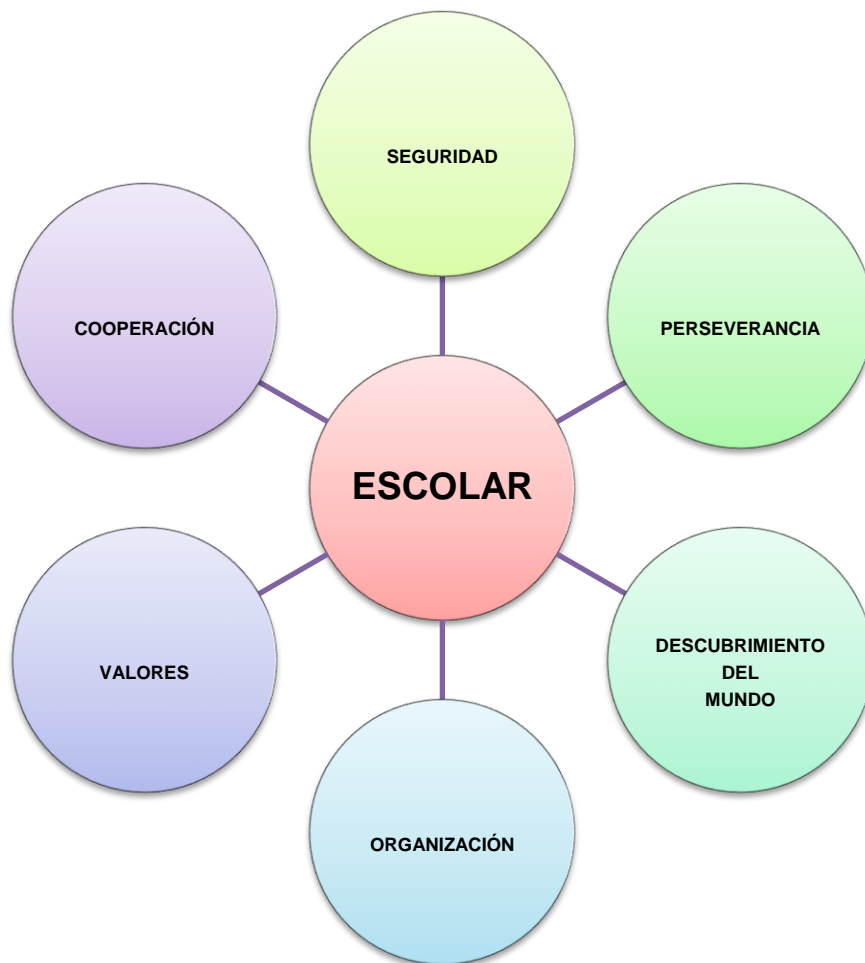 SEGURIDAD
COOPERACIÓN
PERSEVERANCIA
ESCOLAR
VALORES
DESCUBRIMIENTO
DEL
MUNDO
ORGANIZACIÓN